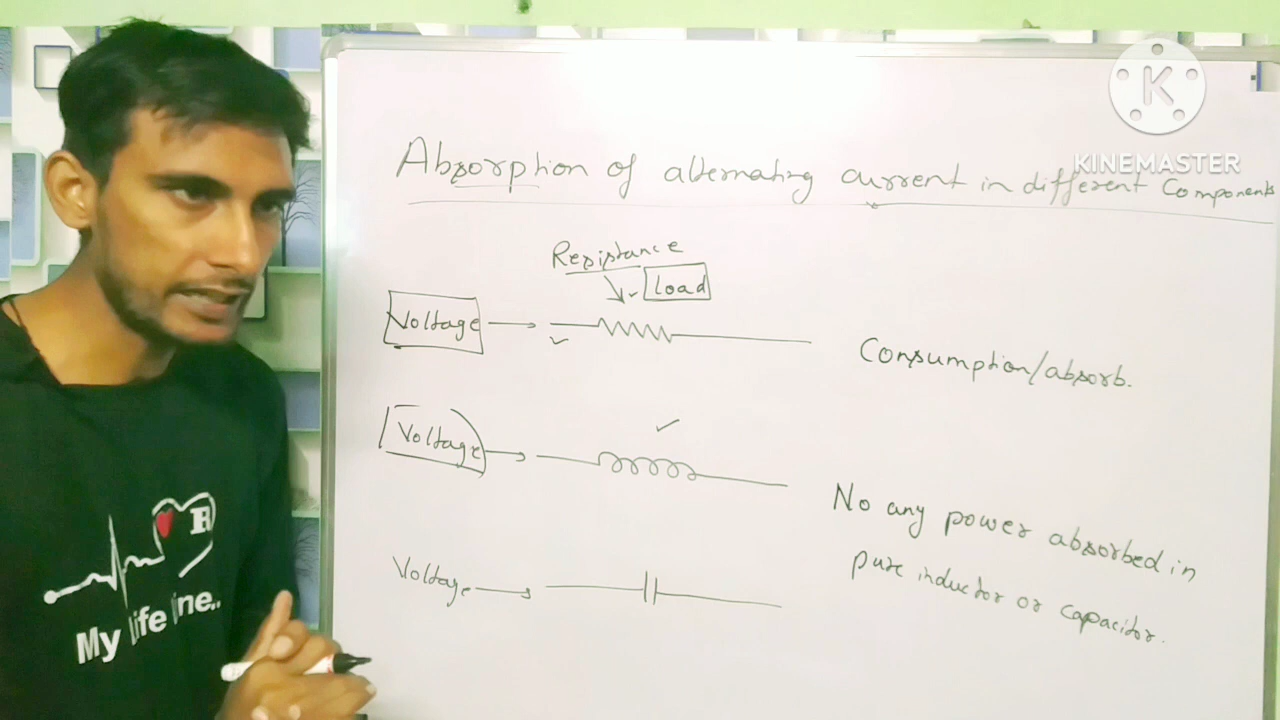 KINEMASTER
Absorption of alternating current in different Components
Resistance
Load
Voltage
Consumption/absorb.
Voltage
No any power absorbed in
pure inductor or capacitor.
Voltage
R
My life line..